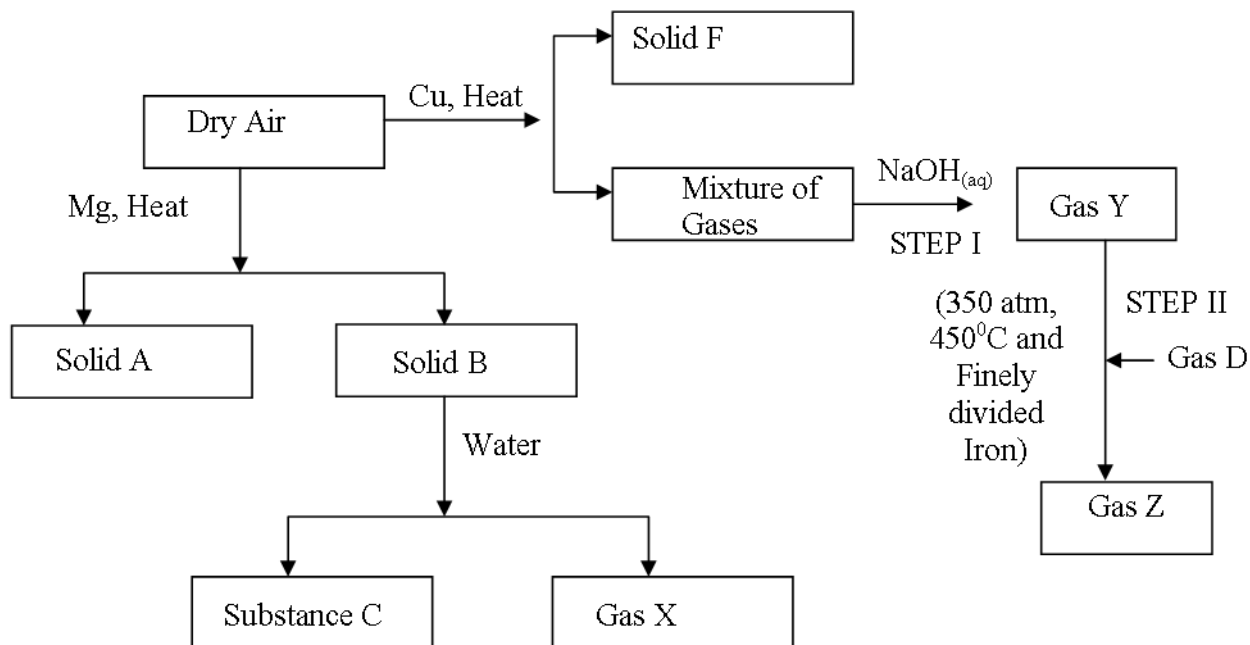 Solid F
Cu, Heat
Dry Air
Mixture of
Gases
NaOH(aq)
STEP I
Gas Y
Mg, Heat
(350 atm,
450⁰C and
Finely
divided
Iron)
STEP II
Gas D
Solid A
Solid B
Water
Gas Z
Substance C
Gas X